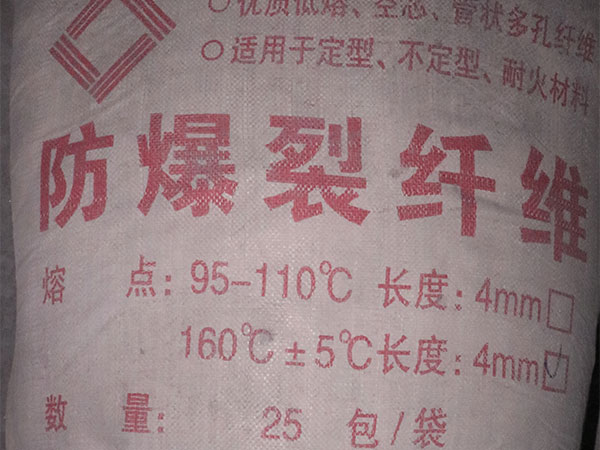 ○优质低熔、空芯、管状多孔纤维
○适用于定型、不定型、耐火材料
防爆裂纤维
熔点:95-110℃ 长度:4mm□
160℃±5℃长度:4mm☑
数量: 25 包/袋